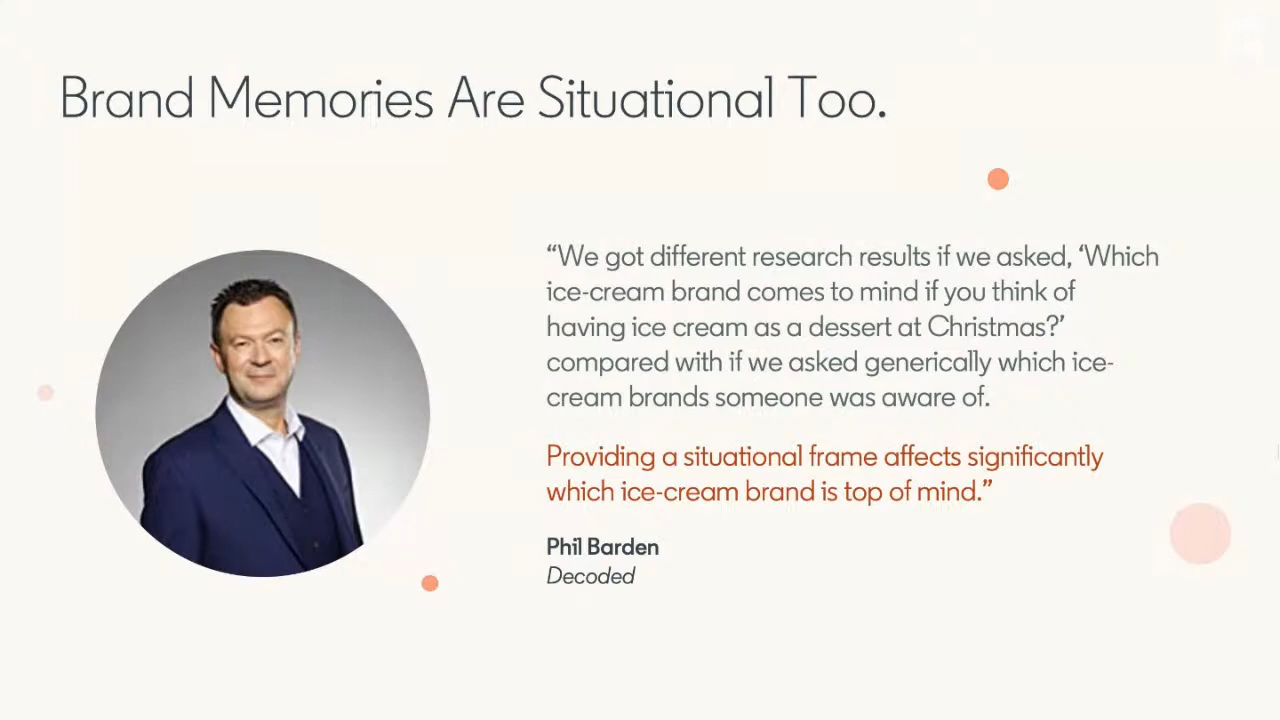 Brand Memories Are Situational Too.
“We got different research results if we asked, ‘Which
ice-cream brand comes to mind if you think of
having ice cream as a dessert at Christmas?’
compared with if we asked generically which ice-
cream brands someone was aware of.
Providing a situational frame affects significantly
which ice-cream brand is top of mind.”
Phil Barden
Decoded